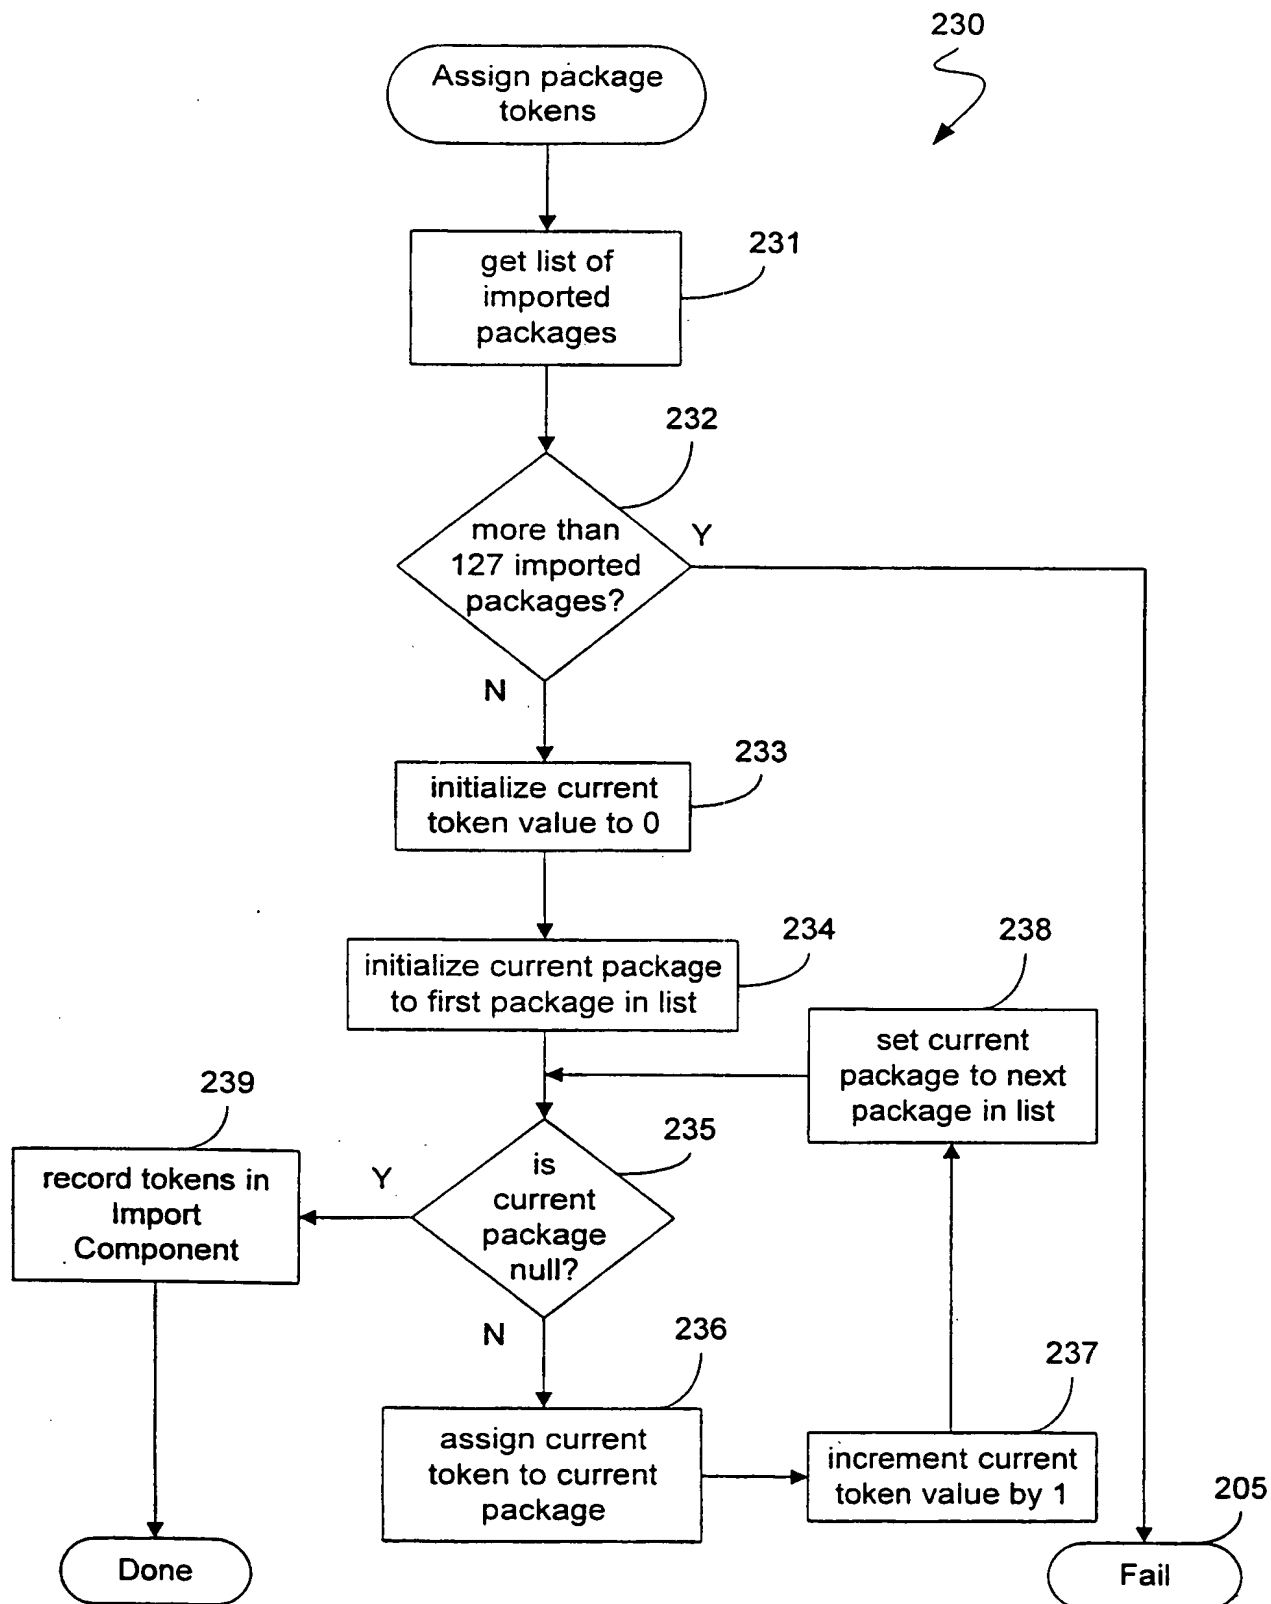 230
Assign package
tokens
231
get list of
imported
packages
232
more than
127 imported
packages?
Y
N
233
initialize current
token value to 0
234
initialize current package
to first package in list
238
set current
package to next
package in list
239
record tokens in
Import
Component
235
is
current
package
null?
Y
N
236
assign current
token to current
package
237
increment current
token value by 1
205
Done
Fail